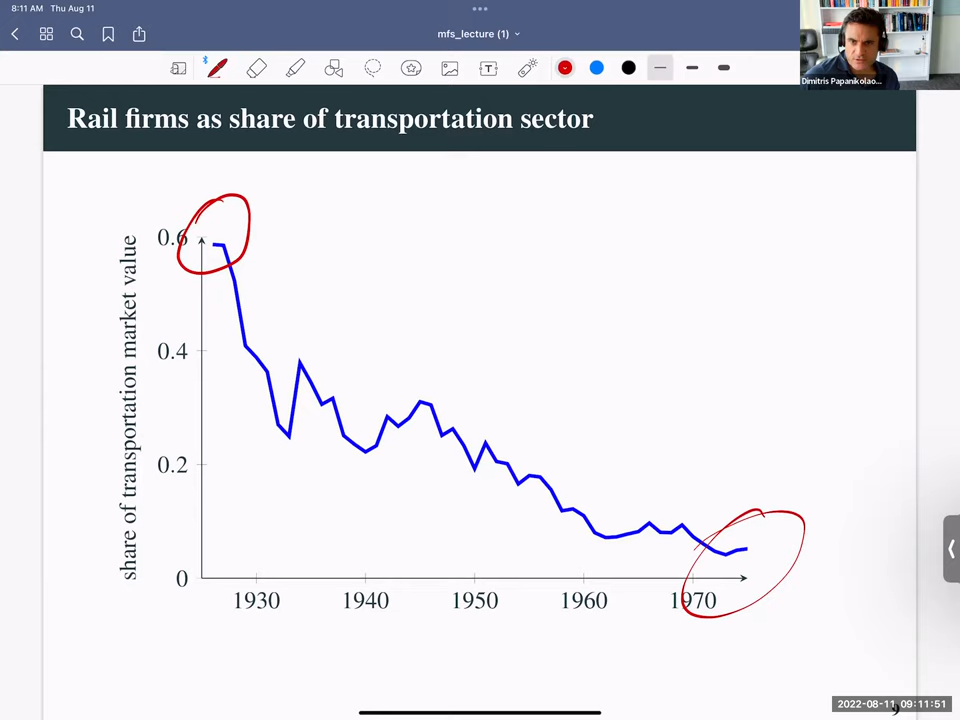 8:11 AM Thu Aug 11
mfs_lecture (1)
Dimitris Papanikolao...
Rail firms as share of transportation sector
share of transportation market value
0.6
0.4
0.2
0
1930 1940 1950 1960 1970
2022-08-11 09:11:51
9